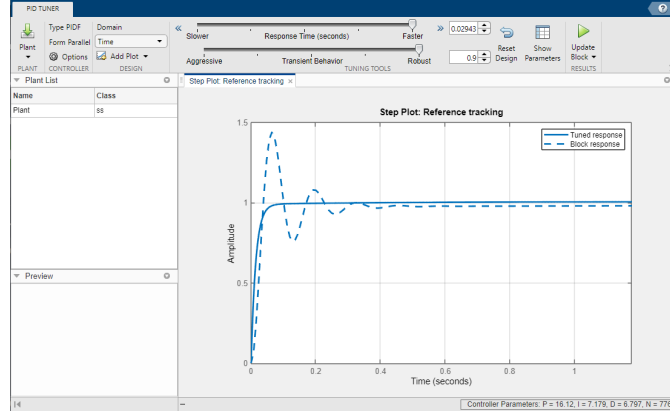 PID TUNER
?
Plant
Type PIDF
Form Parallel
Options
Domain
Time
Add Plot
Slower
Response Time (seconds)
Faster
0.02943
Aggressive
Transient Behavior
Robust
0.9
Reset
Design
Show
Parameters
Update
Block
PLANT
CONTROLLER
DESIGN
TUNING TOOLS
RESULTS
Plant List
Name Class
Plant ss
Preview
Step Plot: Reference tracking
Step Plot: Reference tracking
Tuned response
Block response
1.5
1
0.5
0
Amplitude
0 0.2 0.4 0.6 0.8 1
Time (seconds)
Controller Parameters: P = 16.12, I = 7.179, D = 6.797, N = 776